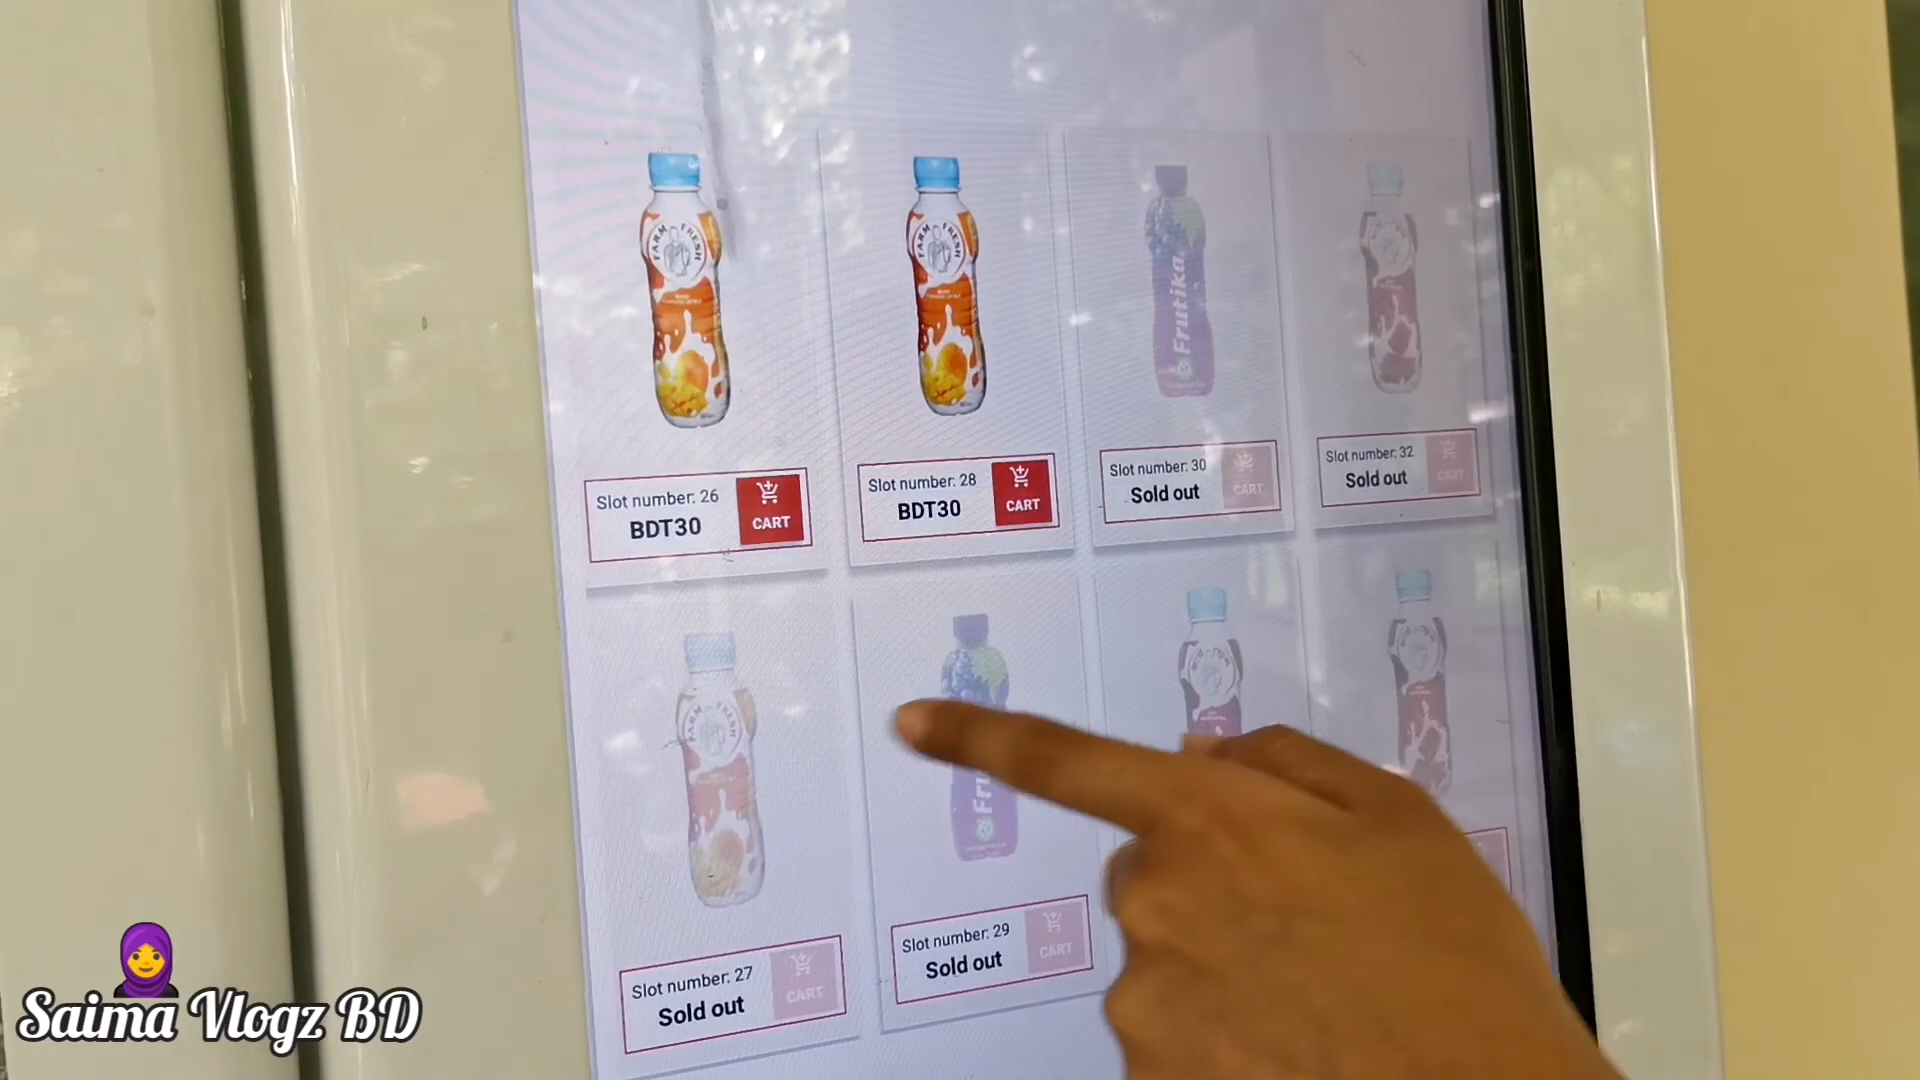 FARM FRESH
FARM FRESH
Frutika
Slot number: 26
BDT30
CART
Slot number: 28
BDT30
CART
Slot number: 30
Sold out
CART
Slot number: 32
Sold out
CART
FARM FRESH
Slot number: 27
Sold out
CART
Slot number: 29
Sold out
CART
Saima Vlogz BD